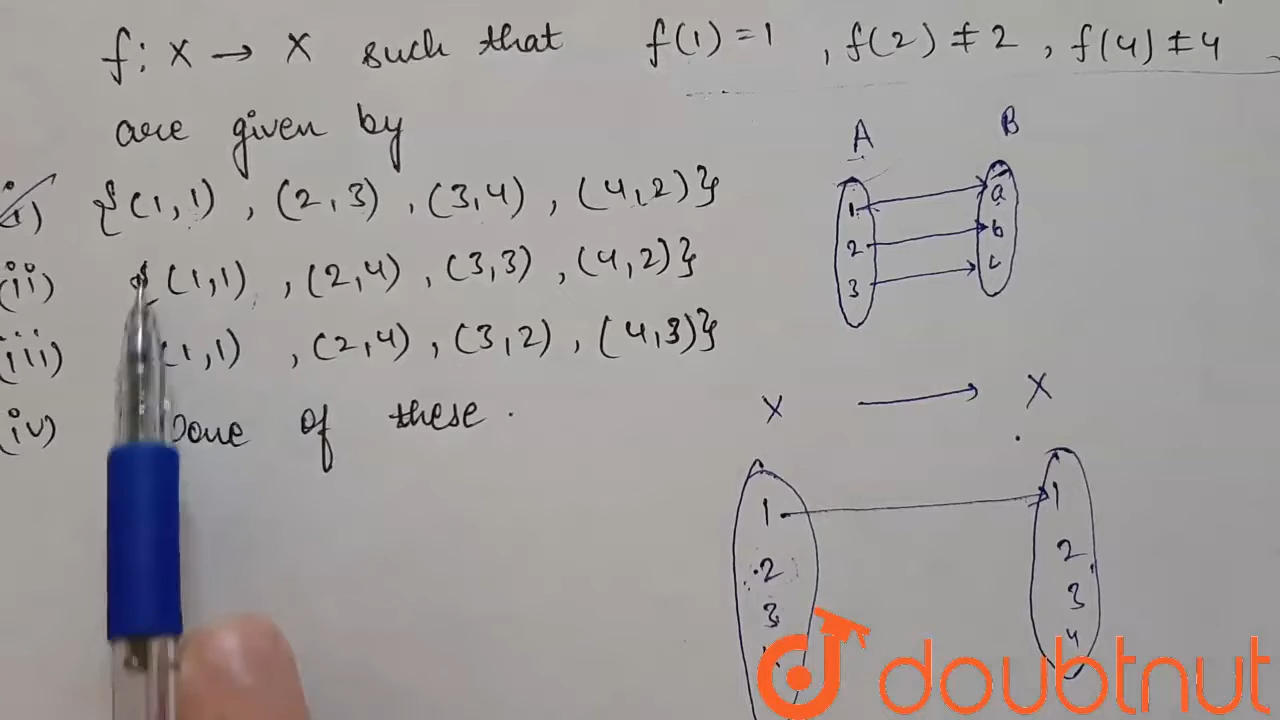 f: X → X such that f(1) = 1 , f(2) ≠ 2 , f(4) ≠ 4
are given by
i) {(1,1) , (2,3) , (3,4) , (4,2)}
(ii) {(1,1) , (2,4) , (3,3) , (4,2)}
(iii) (1,1) , (2,4) , (3,2) , (4,3)}
(iv) None of these .
A B
1 a
2 b
3 c
X → X
1 1
2 2
3 3
4
doubtnut